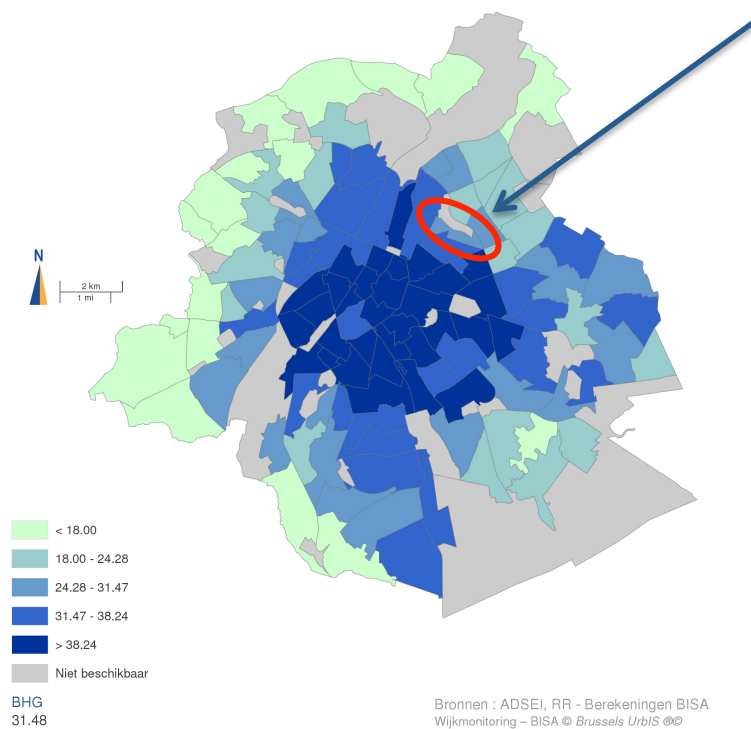 N
2 km
1 mi
< 18.00
18.00 - 24.28
24.28 - 31.47
31.47 - 38.24
> 38.24
Niet beschikbaar
BHG
31.48
Bronnen : ADSEI, RR - Berekeningen BISA
Wijkmonitoring – BISA © Brussels UrbIS ®©